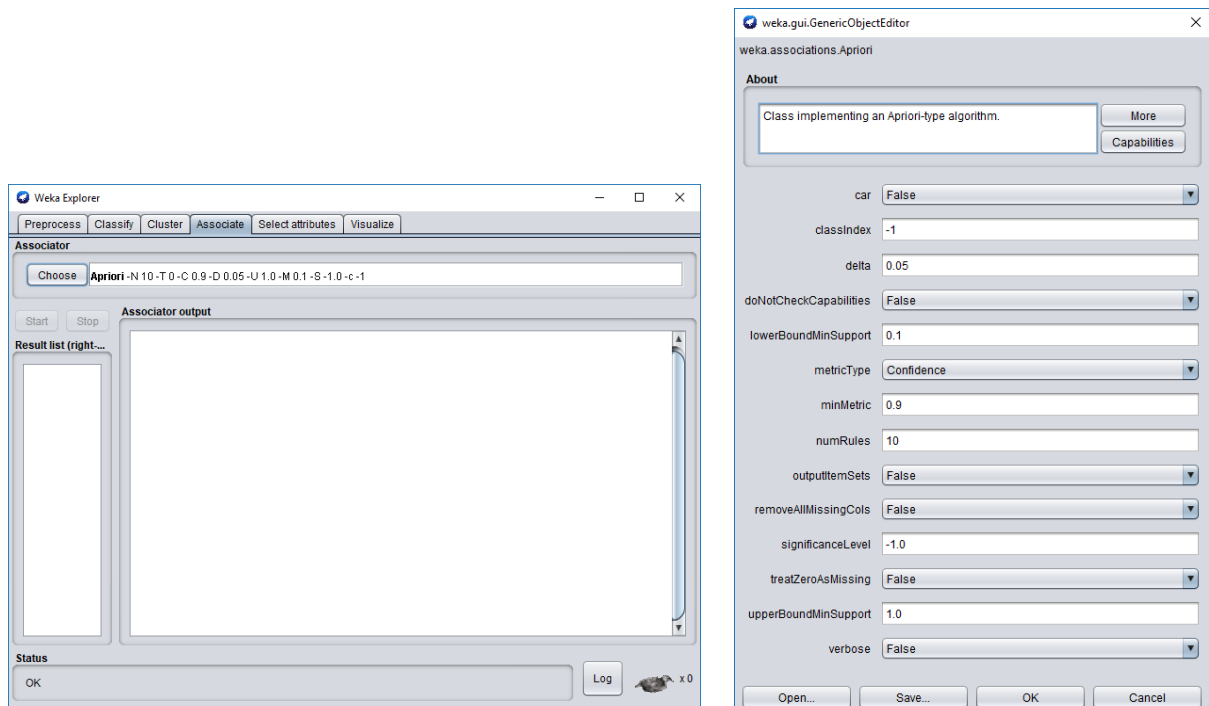 Weka Explorer
Preprocess Classify Cluster Associate Select attributes Visualize
Associator
Choose Apriori -N 10 -T 0 -C 0.9 -D 0.05 -U 1.0 -M 0.1 -S -1.0 -c -1
Start Stop
Associator output
Result list (right-...
Status
OK
Log
x 0
weka.gui.GenericObjectEditor
weka.associations.Apriori
About
Class implementing an Apriori-type algorithm.
More
Capabilities
car False
classIndex -1
delta 0.05
doNotCheckCapabilities False
lowerBoundMinSupport 0.1
metricType Confidence
minMetric 0.9
numRules 10
outputItemSets False
removeAllMissingCols False
significanceLevel -1.0
treatZeroAsMissing False
upperBoundMinSupport 1.0
verbose False
Open... Save... OK Cancel